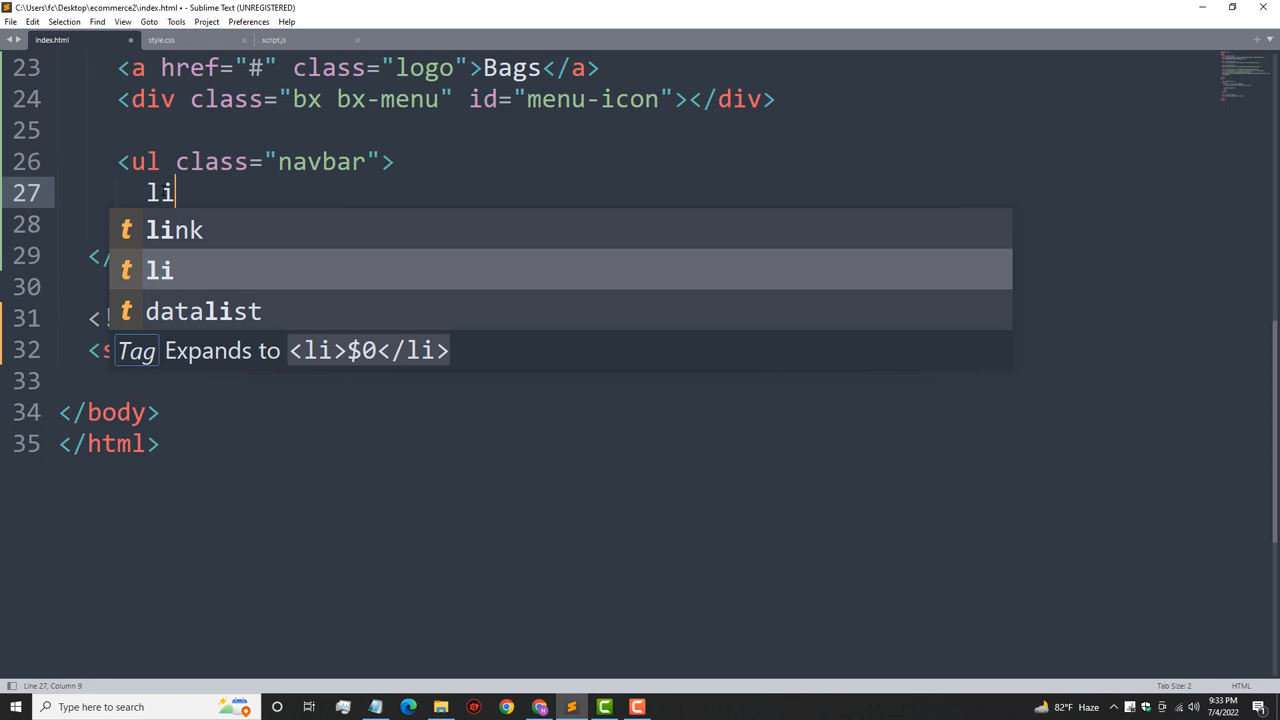 C:\Users\fc\Desktop\ecommerce2\index.html • - Sublime Text (UNREGISTERED)
File Edit Selection Find View Goto Tools Project Preferences Help
index.html style.css script.js
23 <a href="#" class="logo">Bags</a>
24 <div class="bx bx-menu" id="menu-icon"></div>
25
26 <ul class="navbar">
27 li
28 t link
29 </ t li
30
31 <! t datalist
32 <s Tag Expands to <li>$0</li>
33
34 </body>
35 </html>
Line 27, Column 9 Tab Size: 2 HTML
Type here to search 82°F Haze 9:33 PM
7/4/2022